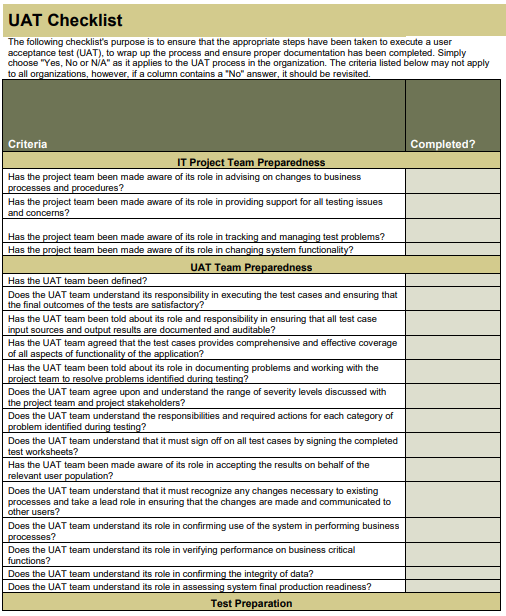 UAT Checklist
The following checklist's purpose is to ensure that the appropriate steps have been taken to execute a user
acceptance test (UAT), to wrap up the process and ensure proper documentation has been completed. Simply
choose "Yes, No or N/A" as it applies to the UAT process in the organization. The criteria listed below may not apply
to all organizations, however, if a column contains a "No" answer, it should be revisited.
Criteria
Completed?
IT Project Team Preparedness
Has the project team been made aware of its role in advising on changes to business
processes and procedures?
Has the project team been made aware of its role in providing support for all testing issues
and concerns?
Has the project team been made aware of its role in tracking and managing test problems?
Has the project team been made aware of its role in changing system functionality?
UAT Team Preparedness
Has the UAT team been defined?
Does the UAT team understand its responsibility in executing the test cases and ensuring that
the final outcomes of the tests are satisfactory?
Has the UAT team been told about its role and responsibility in ensuring that all test case
input sources and output results are documented and auditable?
Has the UAT team agreed that the test cases provides comprehensive and effective coverage
of all aspects of functionality of the application?
Has the UAT team been told about its role in documenting problems and working with the
project team to resolve problems identified during testing?
Does the UAT team agree upon and understand the range of severity levels discussed with
the project team and project stakeholders?
Does the UAT team understand the responsibilities and required actions for each category of
problem identified during testing?
Does the UAT team understand that it must sign off on all test cases by signing the completed
test worksheets?
Has the UAT team been made aware of its role in accepting the results on behalf of the
relevant user population?
Does the UAT team understand that it must recognize any changes necessary to existing
processes and take a lead role in ensuring that the changes are made and communicated to
other users?
Does the UAT team understand its role in confirming use of the system in performing business
processes?
Does the UAT team understand its role in verifying performance on business critical
functions?
Does the UAT team understand its role in confirming the integrity of data?
Does the UAT team understand its role in assessing system final production readiness?
Test Preparation